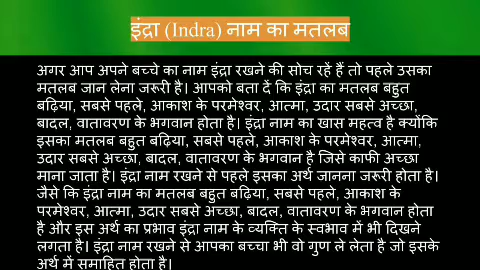 इंद्रा (Indra) नाम का मतलब
अगर आप अपने बच्चे का नाम इंद्रा रखने की सोच रहें हैं तो पहले उसका
मतलब जान लेना जरूरी है। आपको बता दें कि इंद्रा का मतलब बहुत
बढ़िया, सबसे पहले, आकाश के परमेश्वर, आत्मा, उदार सबसे अच्छा,
बादल, वातावरण के भगवान होता है। इंद्रा नाम का खास महत्व है क्योंकि
इसका मतलब बहुत बढ़िया, सबसे पहले, आकाश के परमेश्वर, आत्मा,
उदार सबसे अच्छा, बादल, वातावरण के भगवान है जिसे काफी अच्छा
माना जाता है। इंद्रा नाम रखने से पहले इसका अर्थ जानना जरूरी होता है।
जैसे कि इंद्रा नाम का मतलब बहुत बढ़िया, सबसे पहले, आकाश के
परमेश्वर, आत्मा, उदार सबसे अच्छा, बादल, वातावरण के भगवान होता
है और इस अर्थ का प्रभाव इंद्रा नाम के व्यक्ति के स्वभाव में भी दिखने
लगता है। इंद्रा नाम रखने से आपका बच्चा भी वो गुण ले लेता है जो इसके
अर्थ में समाहित होता है।